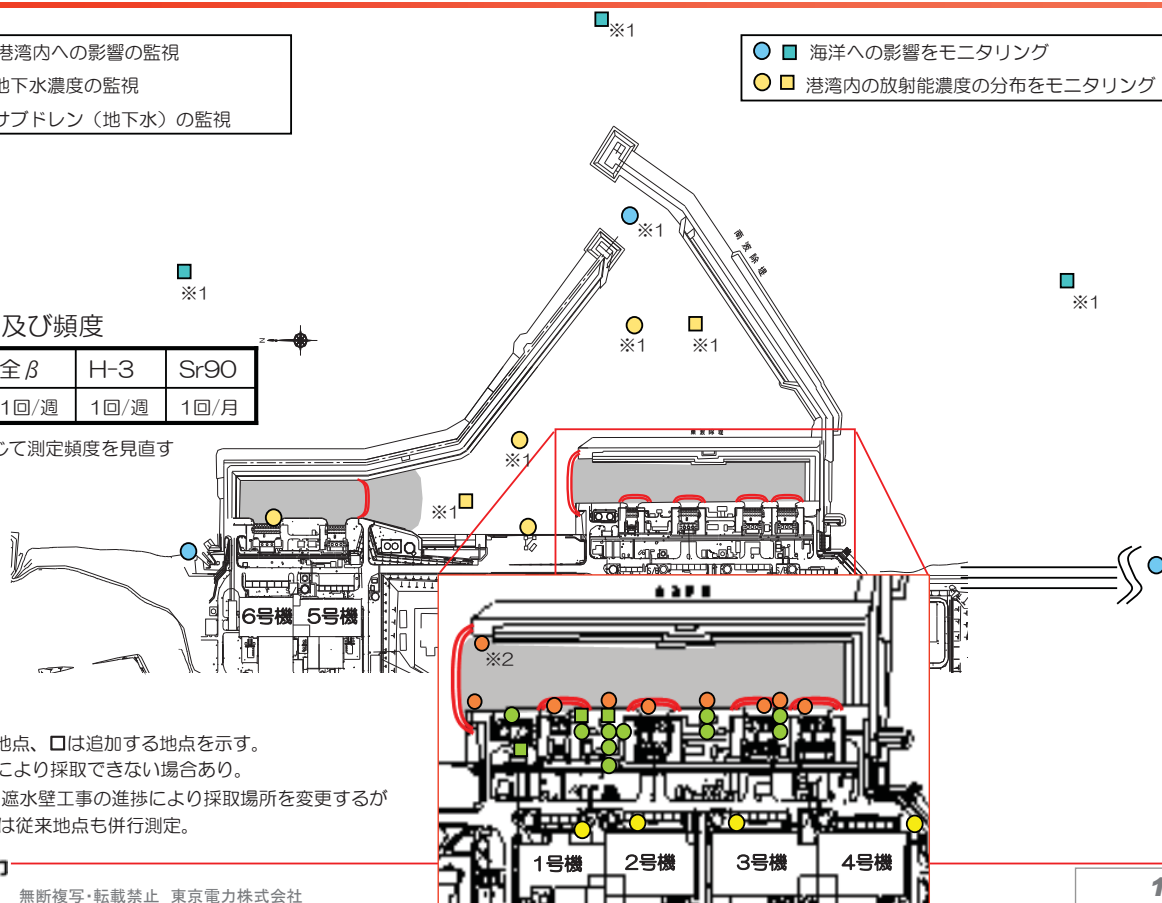 港湾内への影響の監視
地下水濃度の監視
サブドレン（地下水）の監視
海洋への影響をモニタリング
港湾内の放射能濃度の分布をモニタリング
※1
※1
南防波堤
※1
※1
及び頻度
※1
※1
N
全β H-3 Sr90
1回/週 1回/週 1回/月
じて測定頻度を見直す
※1
※1
6号機 5号機
※2
地点、□は追加する地点を示す。
により採取できない場合あり。
遮水壁工事の進捗により採取場所を変更するが
は従来地点も併行測定。
1号機 2号機 3号機 4号機
無断複写・転載禁止 東京電力株式会社
1